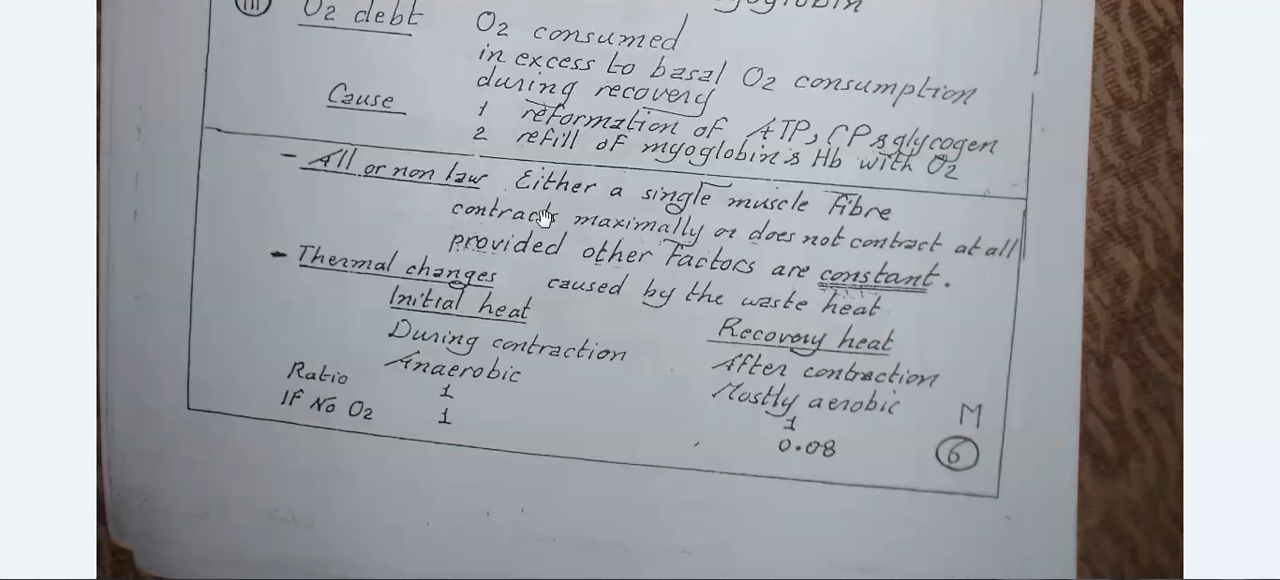 III O2 debt O2 consumed
in excess to basal O2 consumption
during recovery
Cause 1 reformation of ATP, CP & glycogen
2 refill of myoglobin & Hb with O2
- All or non law Either a single muscle Fibre
contracts maximally or does not contract at all
provided other Factors are constant.
- Thermal changes caused by the waste heat
Initial heat Recovery heat
During contraction After contraction
Anaerobic Mostly aerobic
Ratio 1 1
IF No O2 1 0.08
M
6